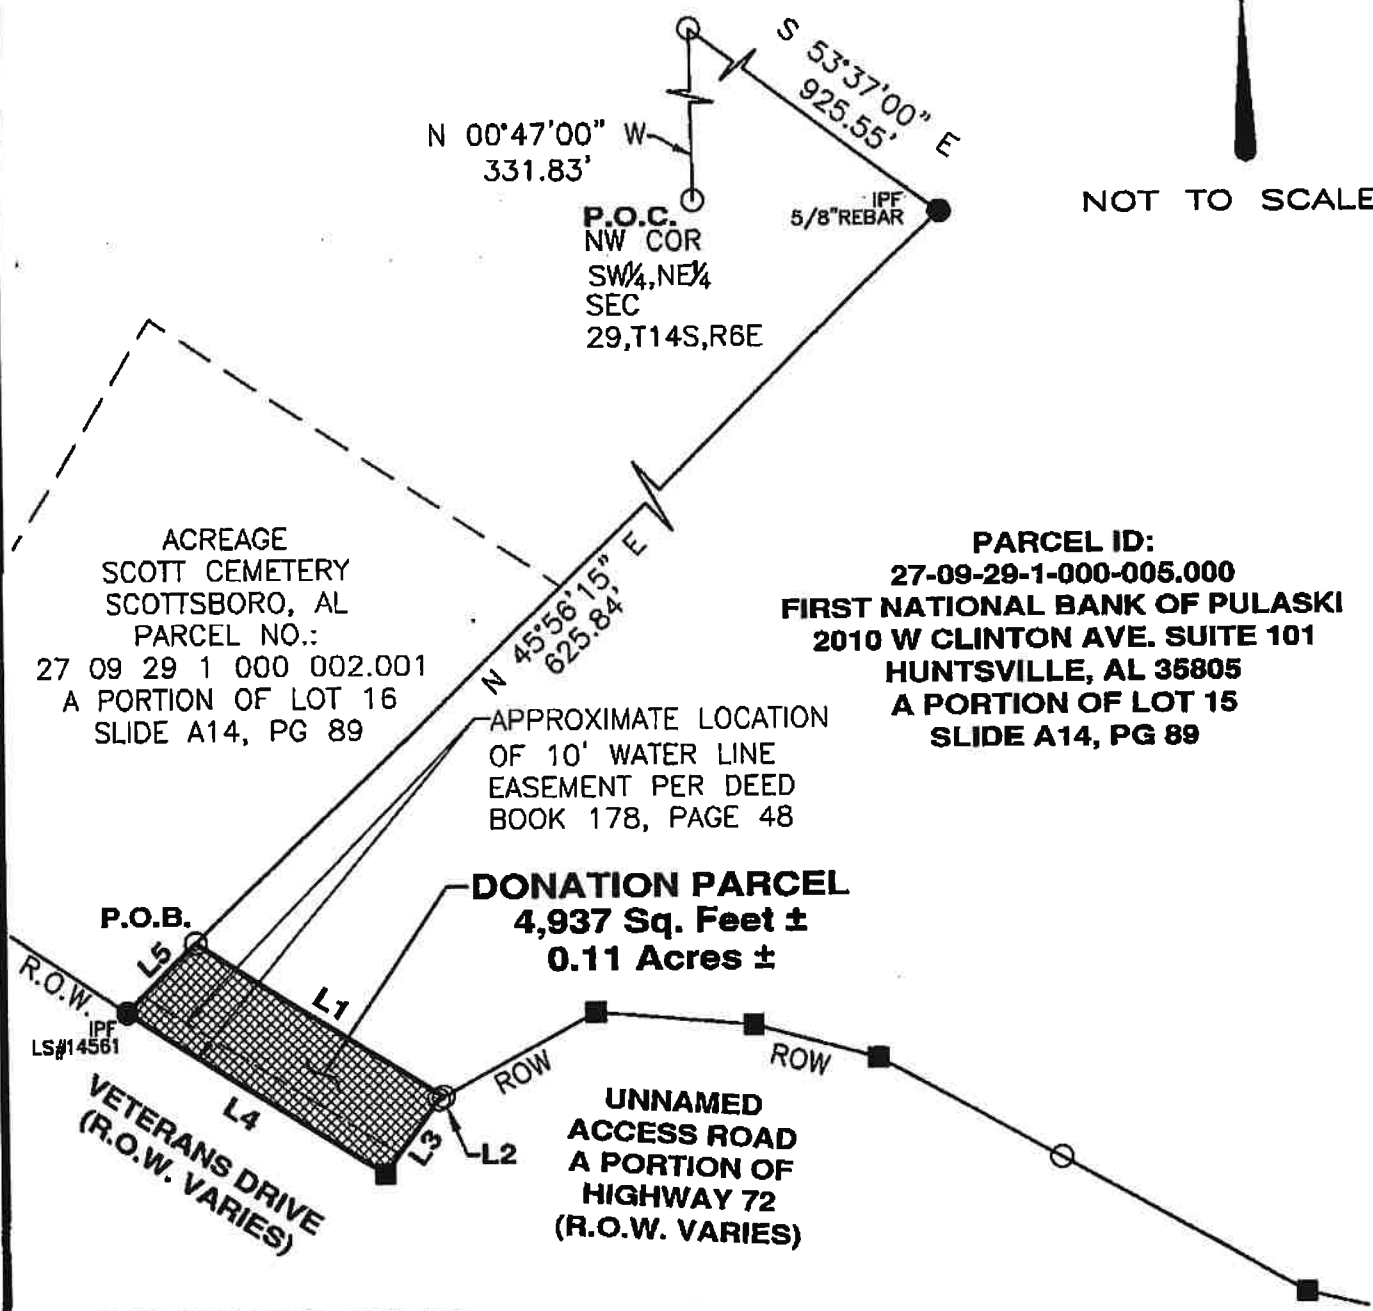 S 53°37'00" E
925.55'
N 00°47'00" W
331.83'
IPF
5/8"REBAR
NOT TO SCALE
P.O.C.
NW COR
SW¼,NE¼
SEC
29,T14S,R6E
ACREAGE
SCOTT CEMETERY
SCOTTSBORO, AL
PARCEL NO.:
27 09 29 1 000 002.001
A PORTION OF LOT 16
SLIDE A14, PG 89
N 45°56'15" E
625.84'
PARCEL ID:
27-09-29-1-000-005.000
FIRST NATIONAL BANK OF PULASKI
2010 W CLINTON AVE. SUITE 101
HUNTSVILLE, AL 35805
A PORTION OF LOT 15
SLIDE A14, PG 89
APPROXIMATE LOCATION
OF 10' WATER LINE
EASEMENT PER DEED
BOOK 178, PAGE 48
DONATION PARCEL
4,937 Sq. Feet ±
0.11 Acres ±
P.O.B.
L5
R.O.W.
L1
IPF
LS#14561
ROW
ROW
L4
L3
L2
VETERANS DRIVE
(R.O.W. VARIES)
UNNAMED
ACCESS ROAD
A PORTION OF
HIGHWAY 72
(R.O.W. VARIES)